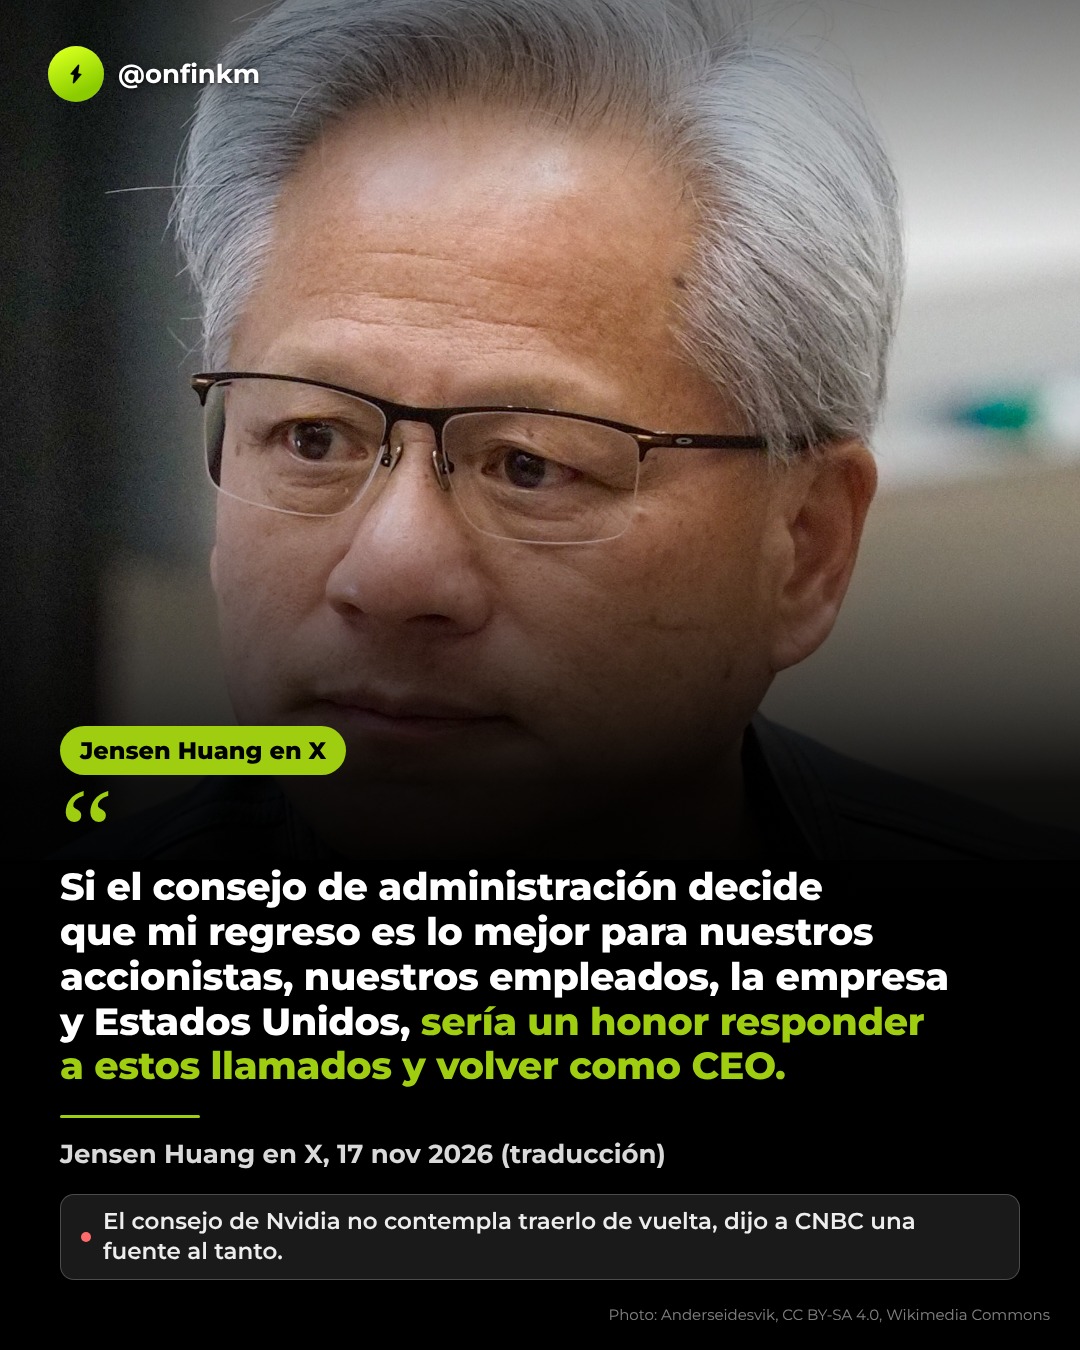 @onfinkm
Jensen Huang en X
“
Si el consejo de administración decide
que mi regreso es lo mejor para nuestros
accionistas, nuestros empleados, la empresa
y Estados Unidos, sería un honor responder
a estos llamados y volver como CEO.
Jensen Huang en X, 17 nov 2026 (traducción)
El consejo de Nvidia no contempla traerlo de vuelta, dijo a CNBC una
fuente al tanto.
Photo: Anderseidesvik, CC BY-SA 4.0, Wikimedia Commons